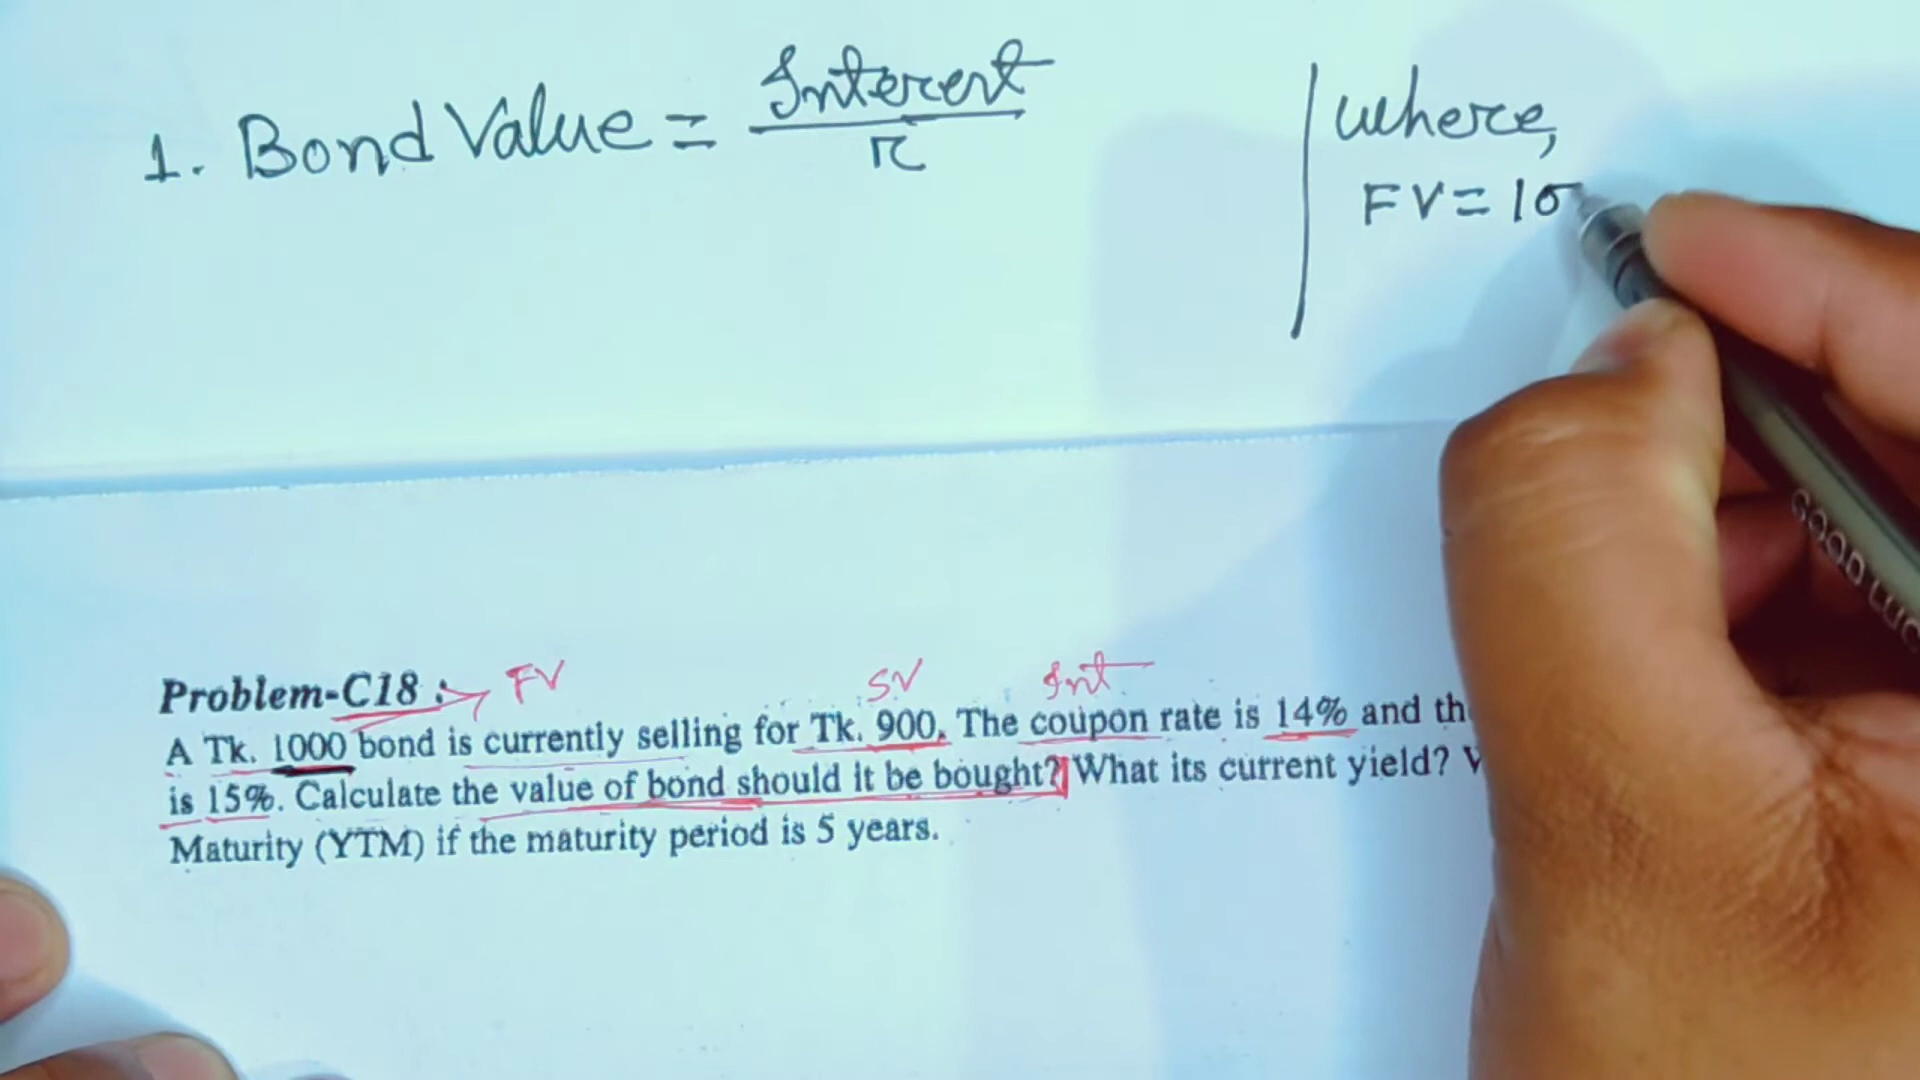 1. Bond Value = Interest / r
where,
FV = 10
Problem-C18 : → FV
SV Int
A Tk. 1000 bond is currently selling for Tk. 900. The coupon rate is 14% and th
is 15%. Calculate the value of bond should it be bought? What its current yield?
Maturity (YTM) if the maturity period is 5 years.
GOOD LUC